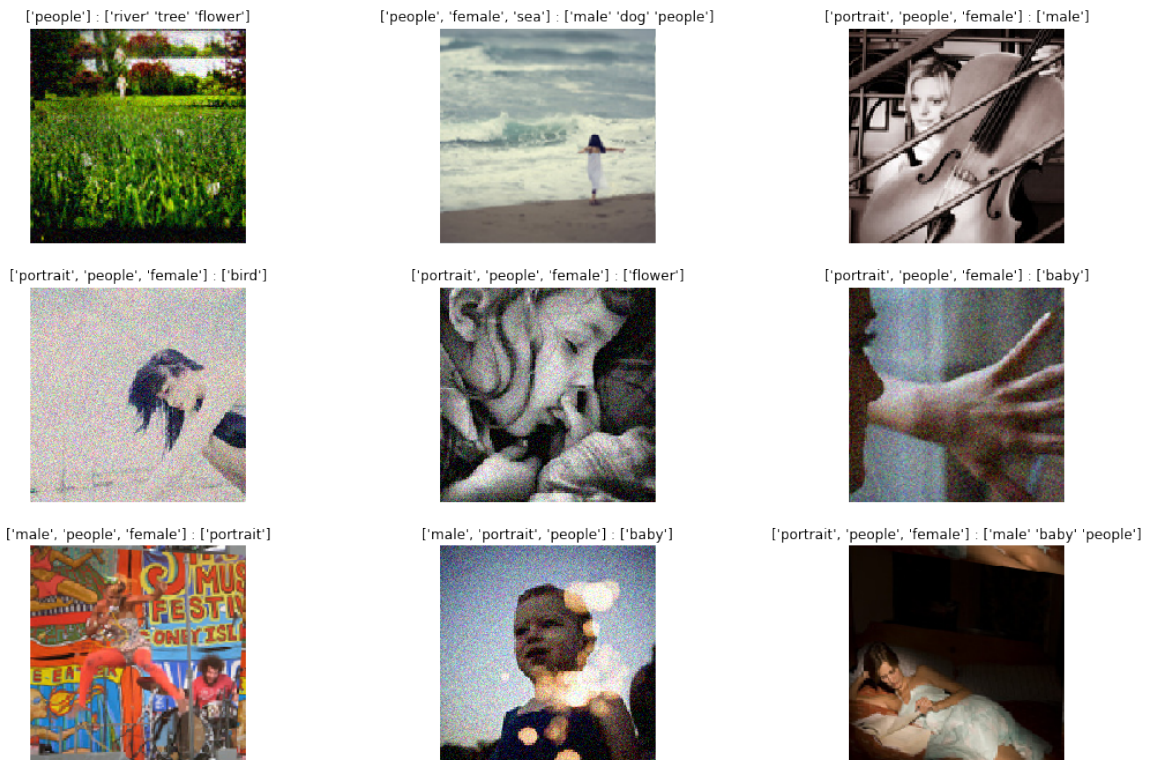 ['people'] : ['river' 'tree' 'flower']
['people', 'female', 'sea'] : ['male' 'dog' 'people']
['portrait', 'people', 'female'] : ['male']
['portrait', 'people', 'female'] : ['bird']
['portrait', 'people', 'female'] : ['flower']
['portrait', 'people', 'female'] : ['baby']
['male', 'people', 'female'] : ['portrait']
['male', 'portrait', 'people'] : ['baby']
['portrait', 'people', 'female'] : ['male' 'baby' 'people']
MUS
FESTIV
ONEY ISL